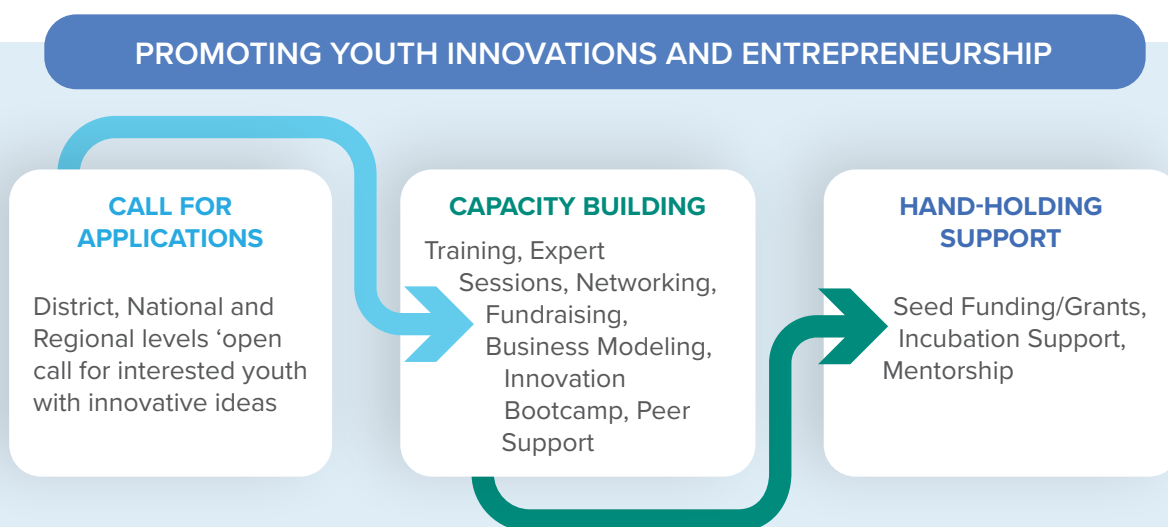 PROMOTING YOUTH INNOVATIONS AND ENTREPRENEURSHIP
CALL FOR
APPLICATIONS
District, National and
Regional levels ‘open
call for interested youth
with innovative ideas
CAPACITY BUILDING
Training, Expert
Sessions, Networking,
Fundraising,
Business Modeling,
Innovation
Bootcamp, Peer
Support
HAND-HOLDING
SUPPORT
Seed Funding/Grants,
Incubation Support,
Mentorship